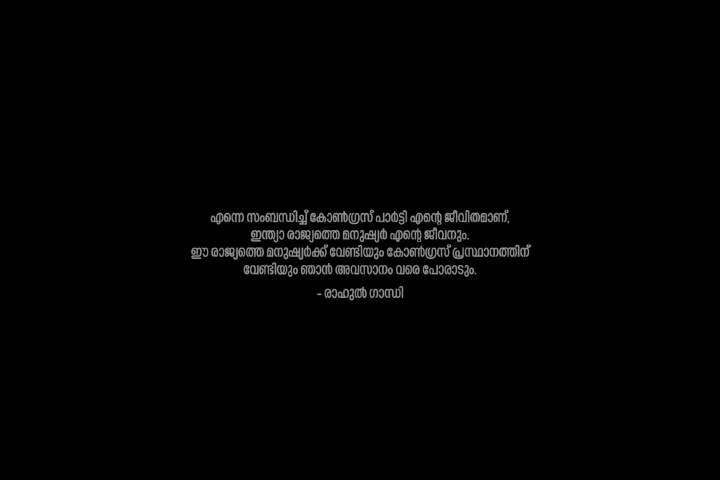 എന്നെ സംബന്ധിച്ച് കോൺഗ്രസ് പാർട്ടി എന്റെ ജീവിതമാണ്,
ഇന്ത്യാ രാജ്യത്തെ മനുഷ്യർ എന്റെ ജീവനും.
ഈ രാജ്യത്തെ മനുഷ്യർക്ക് വേണ്ടിയും കോൺഗ്രസ് പ്രസ്ഥാനത്തിന്
വേണ്ടിയും ഞാൻ അവസാനം വരെ പോരാടും.
- രാഹുൽ ഗാന്ധി